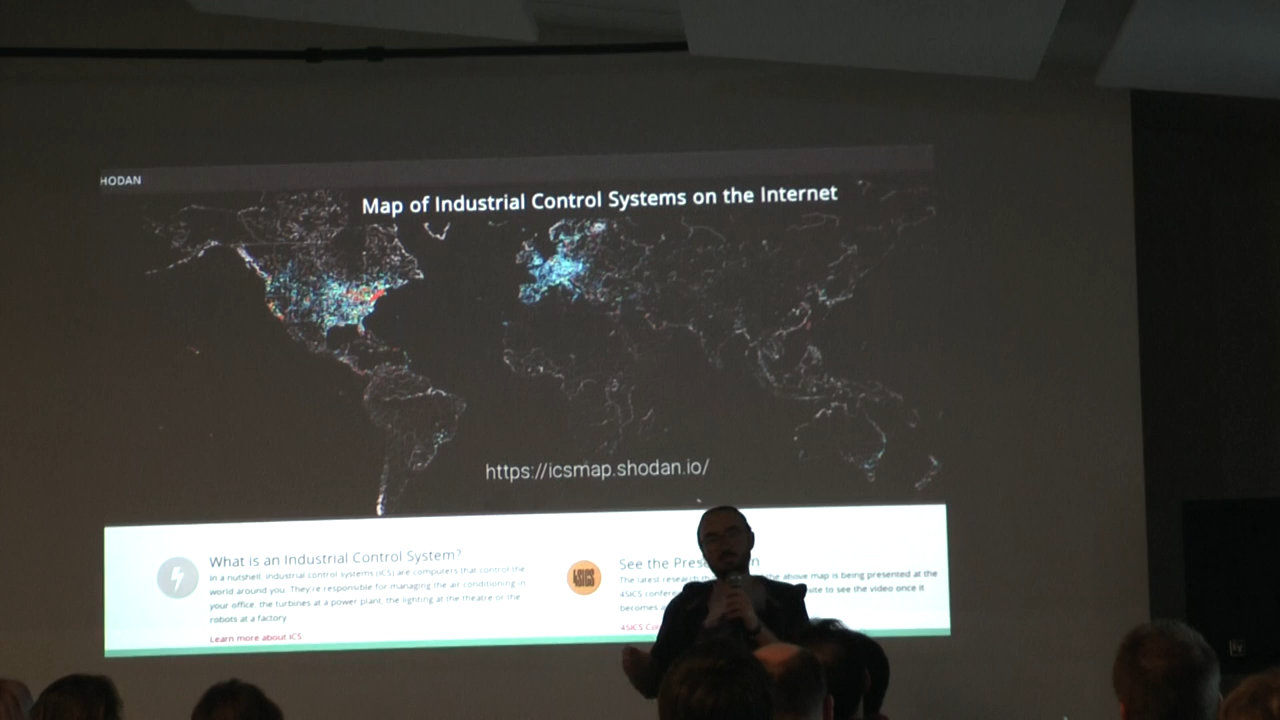 HODAN
Map of Industrial Control Systems on the Internet
https://icsmap.shodan.io/
What is an Industrial Control System?
In a nutshell, industrial control systems (ICS) are computers that control the
world around you. They're responsible for managing the air conditioning in
your office, the turbines at a power plant, the lighting at the theatre or the
robots at a factory
Learn more about ICS
4SICS
See the Prese n
The latest research the above map is being presented at the
4SICS confere site to see the video once it
becomes a
4SICS Co